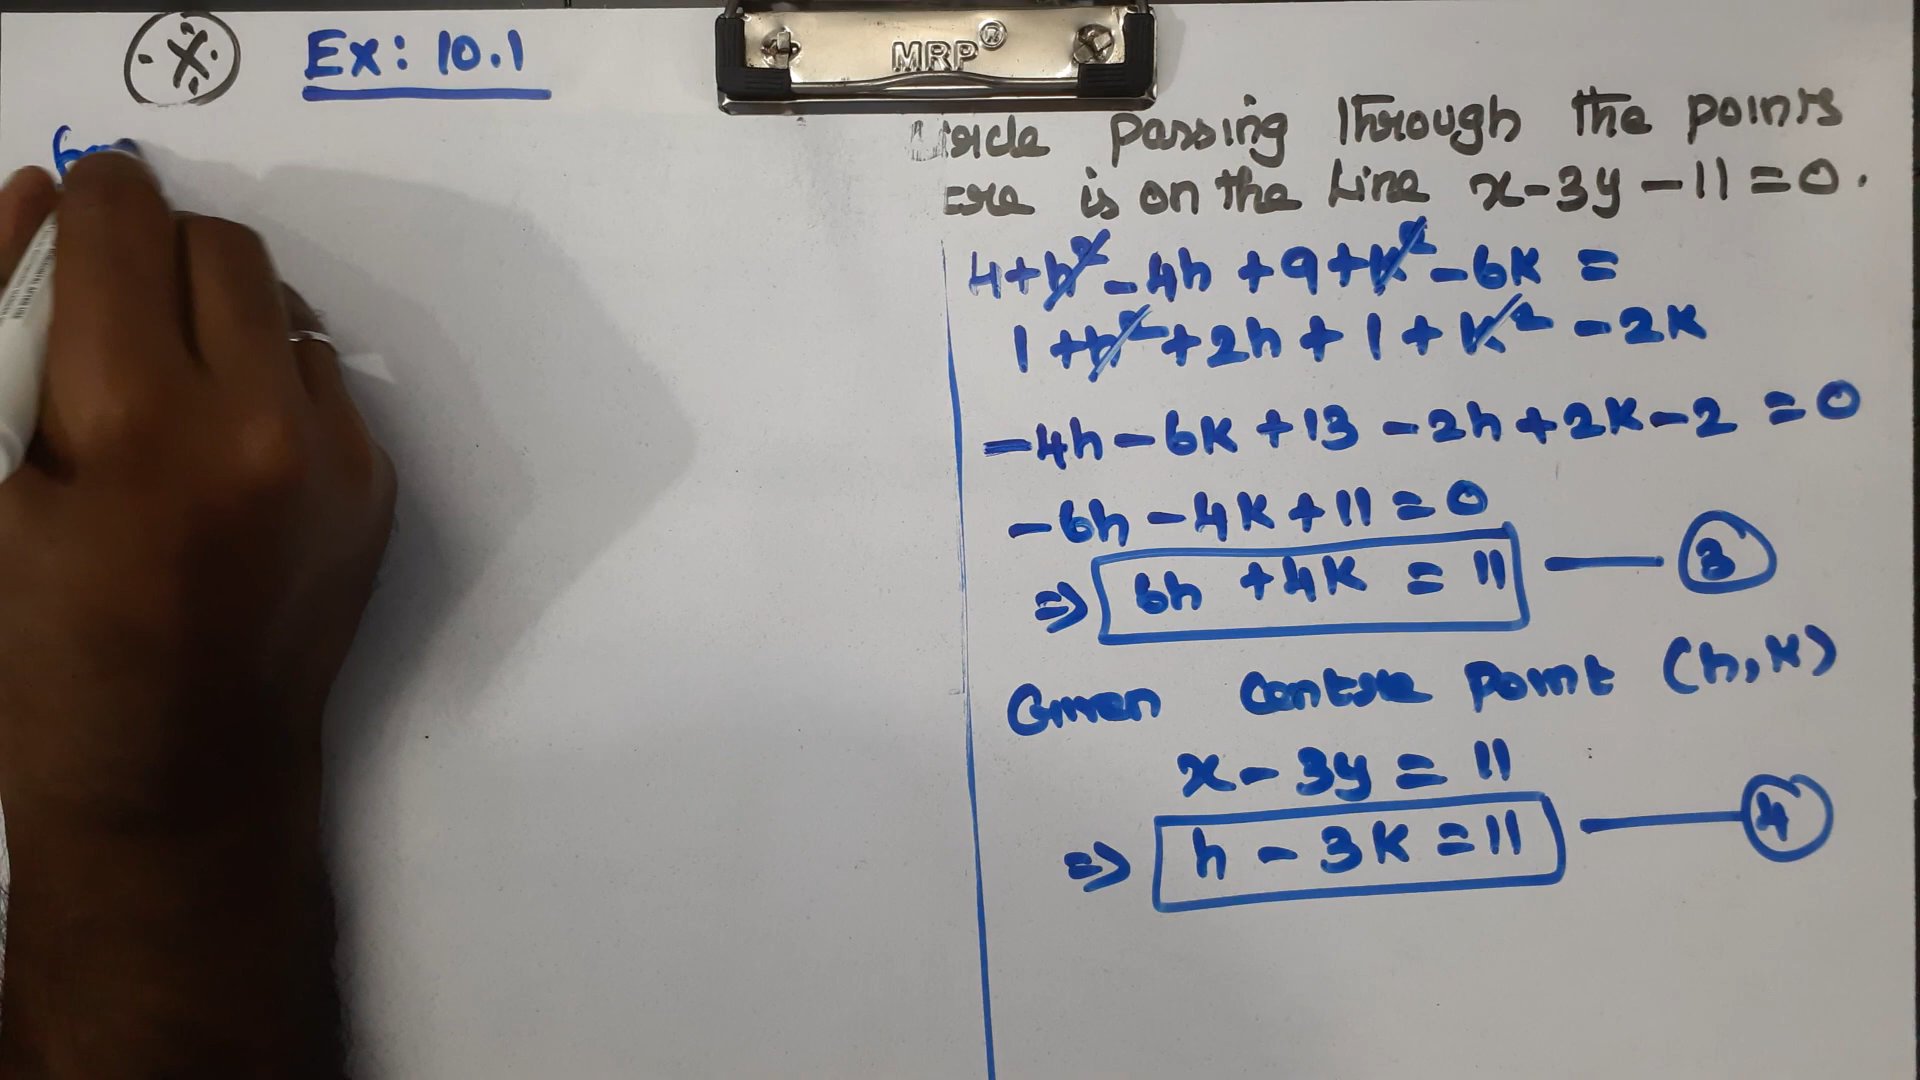 Ex: 10.1
MRP®
passing through the points
is on the line x-3y-11=0.
4+h²-4h+9+k²-6k=
1+h²+2h+1+k²-2k
-4h-6k+13-2h+2k-2=0
-6h-4k+11=0
⇒ 6h+4k=11 — 3
Given centre point (h,k)
x-3y=11
⇒ h-3k=11 — 4